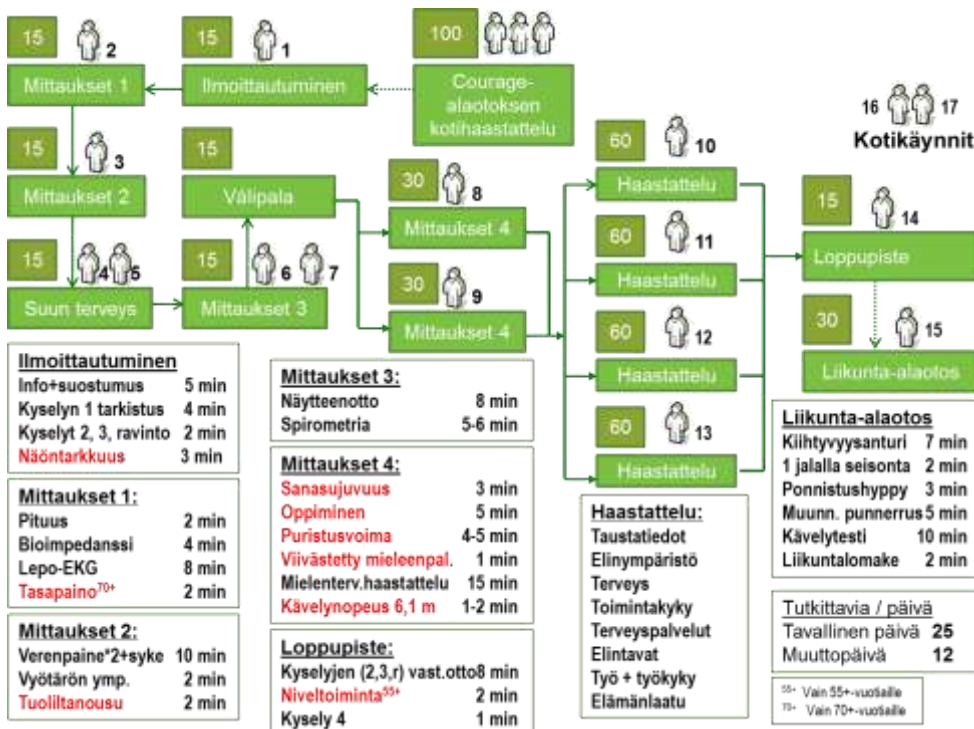 15
2
15
1
100
Mittaukset 1
Ilmoittautuminen
Courage-
alaotoksen
kotihaastattelu
16
17
Kotikäynnit
15
3
15
Mittaukset 2
Välipala
30
8
Mittaukset 4
60
10
Haastattelu
15
14
Loppupiste
15
4
5
15
6
7
Suun terveys
Mittaukset 3
30
9
Mittaukset 4
60
11
Haastattelu
60
12
Haastattelu
60
13
Haastattelu
30
15
Liikunta-alaotos
Ilmoittautuminen
Info+suostumus 5 min
Kyselyn 1 tarkistus 4 min
Kyselyt 2, 3, ravinto 2 min
Näöntarkkuus 3 min
Mittaukset 1:
Pituus 2 min
Bioimpedanssi 4 min
Lepo-EKG 8 min
Tasapaino70+ 2 min
Mittaukset 2:
Verenpaine*2+syke 10 min
Vyötärön ymp. 2 min
Tuoliltanousu 2 min
Mittaukset 3:
Näytteenotto 8 min
Spirometria 5-6 min
Mittaukset 4:
Sanasujuvuus 3 min
Oppiminen 5 min
Puristusvoima 4-5 min
Viivästetty mieleenpal. 1 min
Mielenterv.haastattelu 15 min
Kävelynopeus 6,1 m 1-2 min
Loppupiste:
Kyselyjen (2,3,r) vast.otto8 min
Niveltoiminta55+ 2 min
Kysely 4 1 min
Haastattelu:
Taustatiedot
Elinympäristö
Terveys
Toimintakyky
Terveyspalvelut
Elintavat
Työ + työkyky
Elämänlaatu
Liikunta-alaotos
Kiihtyvyysanturi 7 min
1 jalalla seisonta 2 min
Ponnistushyppy 3 min
Muunn. punnerrus 5 min
Kävelytesti 10 min
Liikuntalomake 2 min
Tutkittavia / päivä
Tavallinen päivä 25
Muuttopäivä 12
55+ Vain 55+-vuotiaille
70+ Vain 70+-vuotiaille